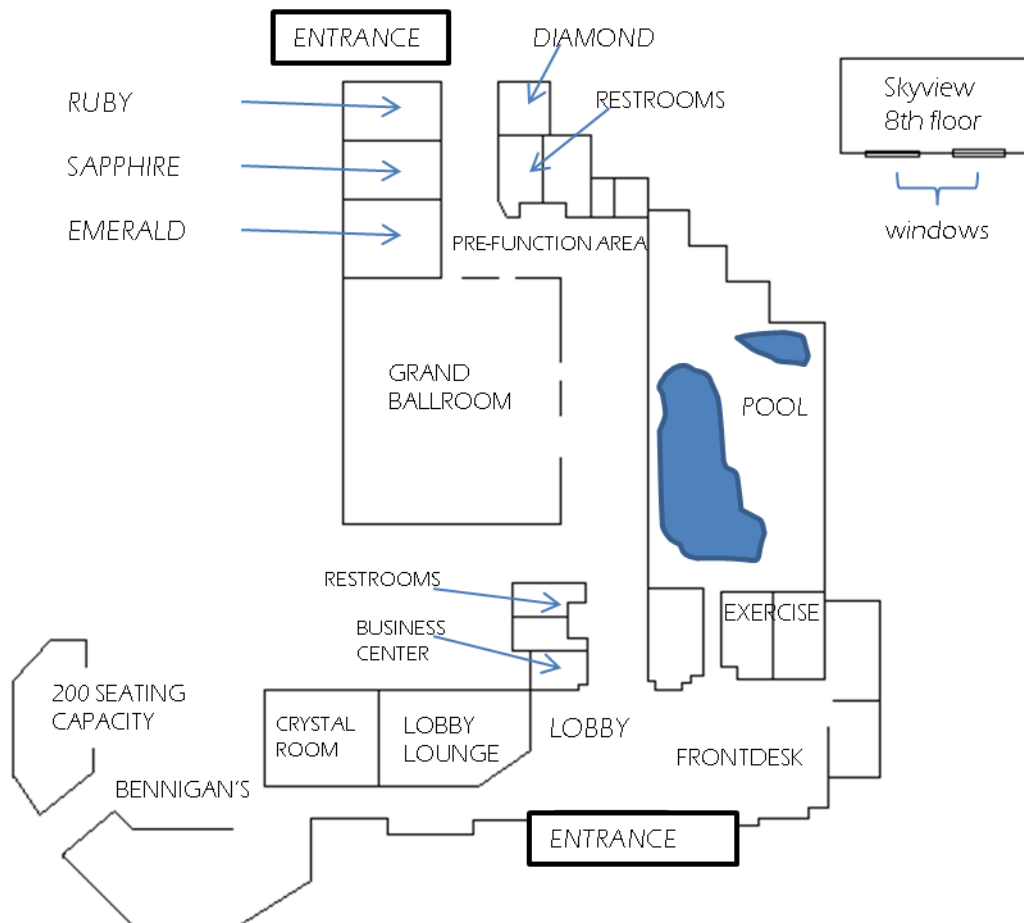 ENTRANCE
DIAMOND
RUBY
RESTROOMS
Skyview
8th floor
SAPPHIRE
EMERALD
windows
PRE-FUNCTION AREA
GRAND
BALLROOM
POOL
RESTROOMS
EXERCISE
BUSINESS
CENTER
200 SEATING
CAPACITY
CRYSTAL
ROOM
LOBBY
LOUNGE
LOBBY
FRONTDESK
BENNIGAN'S
ENTRANCE